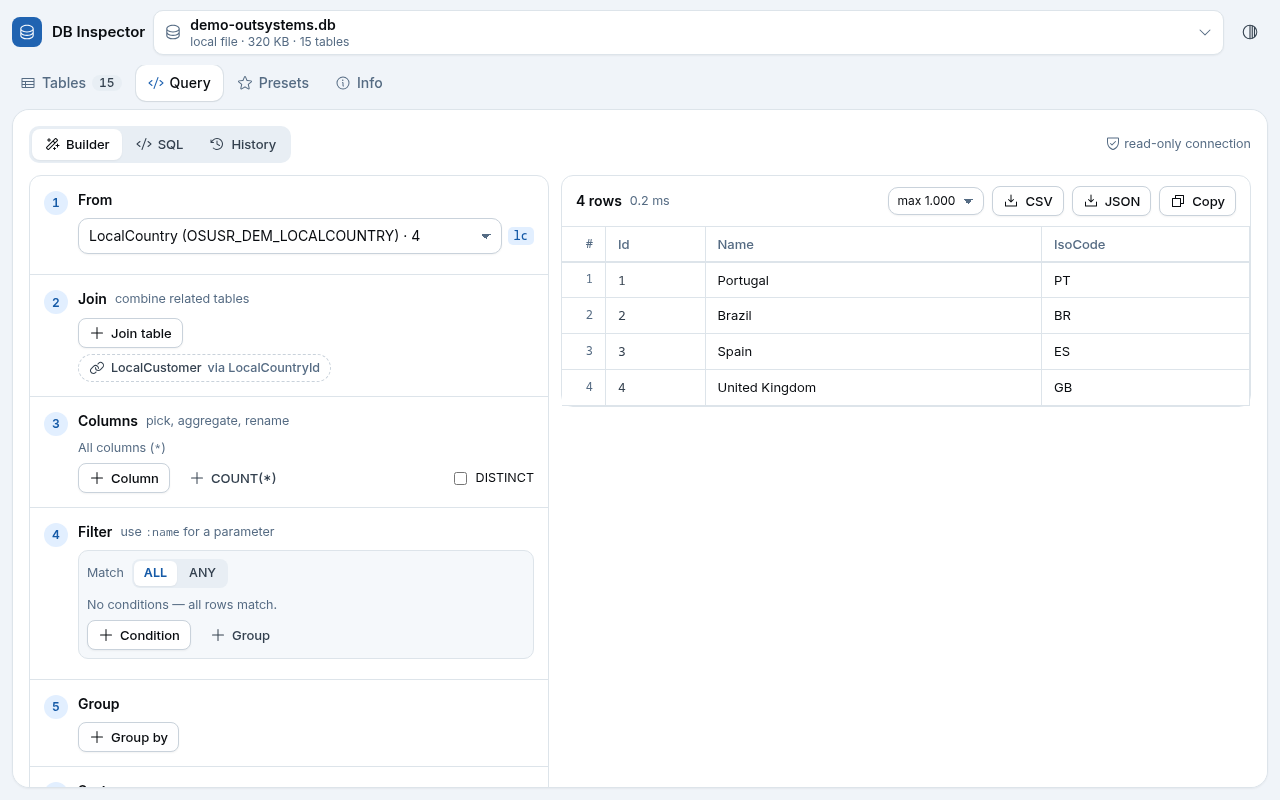 DB Inspector
demo-outsystems.db
local file · 320 KB · 15 tables
Tables 15 Query Presets Info
Builder SQL History
read-only connection
1 From
LocalCountry (OSUSR_DEM_LOCALCOUNTRY) · 4 lc
2 Join combine related tables
Join table
LocalCustomer via LocalCountryId
3 Columns pick, aggregate, rename
All columns (*)
Column COUNT(*) DISTINCT
4 Filter use :name for a parameter
Match ALL ANY
No conditions — all rows match.
Condition Group
5 Group
Group by
4 rows 0.2 ms max 1.000 CSV JSON Copy
# Id Name IsoCode
1 1 Portugal PT
2 2 Brazil BR
3 3 Spain ES
4 4 United Kingdom GB